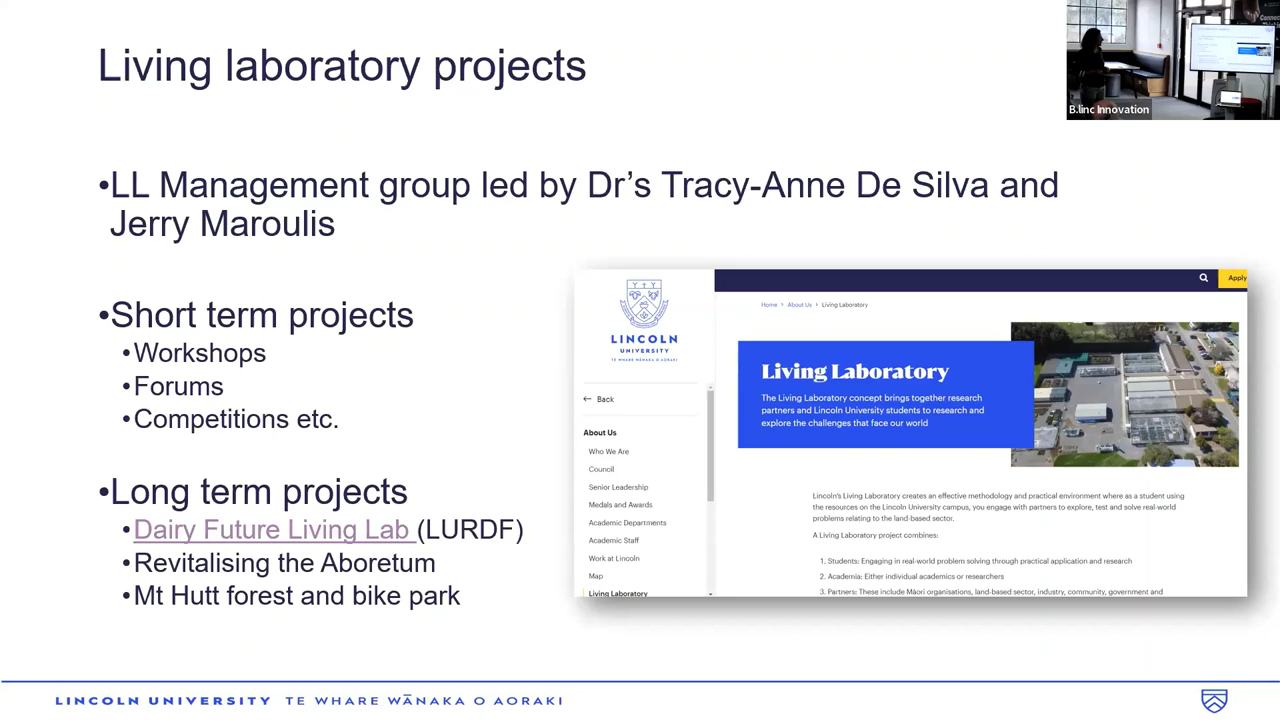 Living laboratory projects
B.linc Innovation
•LL Management group led by Dr's Tracy-Anne De Silva and
Jerry Maroulis
•Short term projects
•Workshops
•Forums
•Competitions etc.
•Long term projects
•Dairy Future Living Lab (LURDF)
•Revitalising the Aboretum
•Mt Hutt forest and bike park
LINCOLN
UNIVERSITY
TE WHARE WĀNAKA O AORAKI
← Back
About Us
Who We Are
Council
Senior Leadership
Medals and Awards
Academic Departments
Academic Staff
Work at Lincoln
Map
Living Laboratory
Apply
Home > About Us > Living Laboratory
Living Laboratory
The Living Laboratory concept brings together research
partners and Lincoln University students to research and
explore the challenges that face our world
Lincoln's Living Laboratory creates an effective methodology and practical environment where as a student using
the resources on the Lincoln University campus, you engage with partners to explore, test and solve real-world
problems relating to the land-based sector.
A Living Laboratory project combines:
1. Students: Engaging in real-world problem solving through practical application and research
2. Academia: Either individual academics or researchers
3. Partners: These include Māori organisations, land-based sector, industry, community, government and
LINCOLN UNIVERSITY TE WHARE WĀNAKA O AORAKI